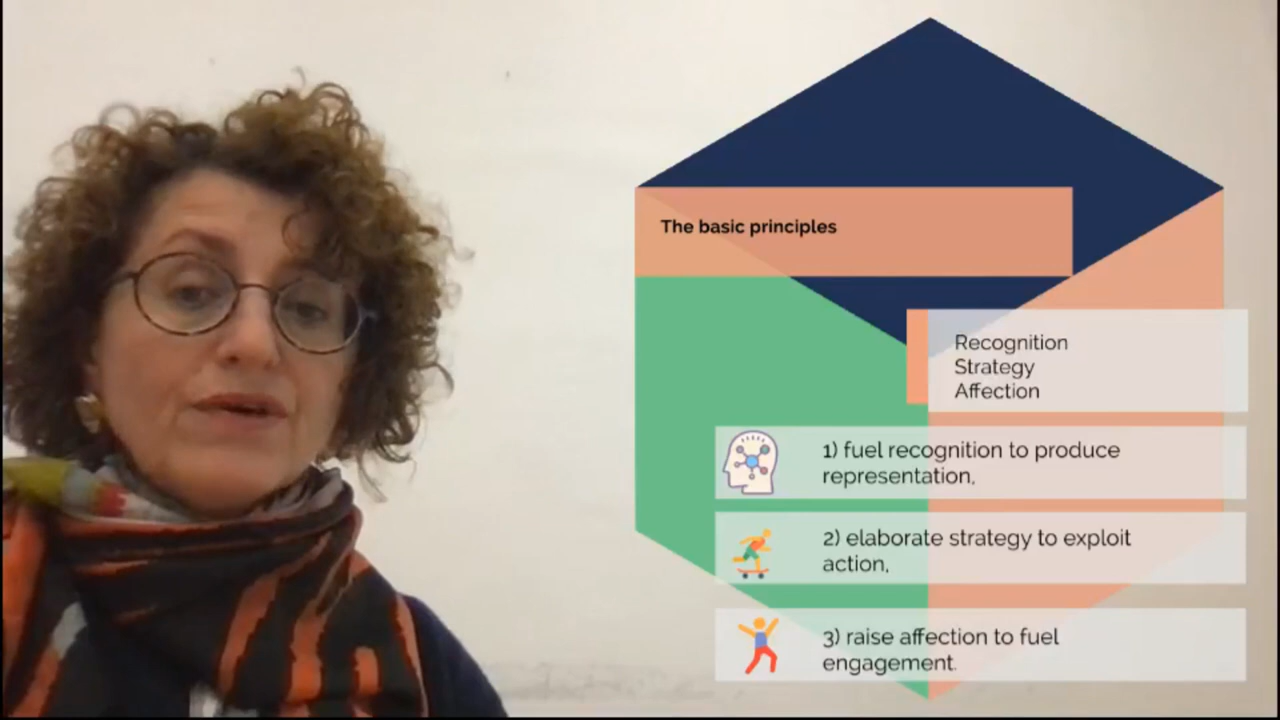 The basic principles
Recognition
Strategy
Affection
1) fuel recognition to produce
representation,
2) elaborate strategy to exploit
action,
3) raise affection to fuel
engagement.